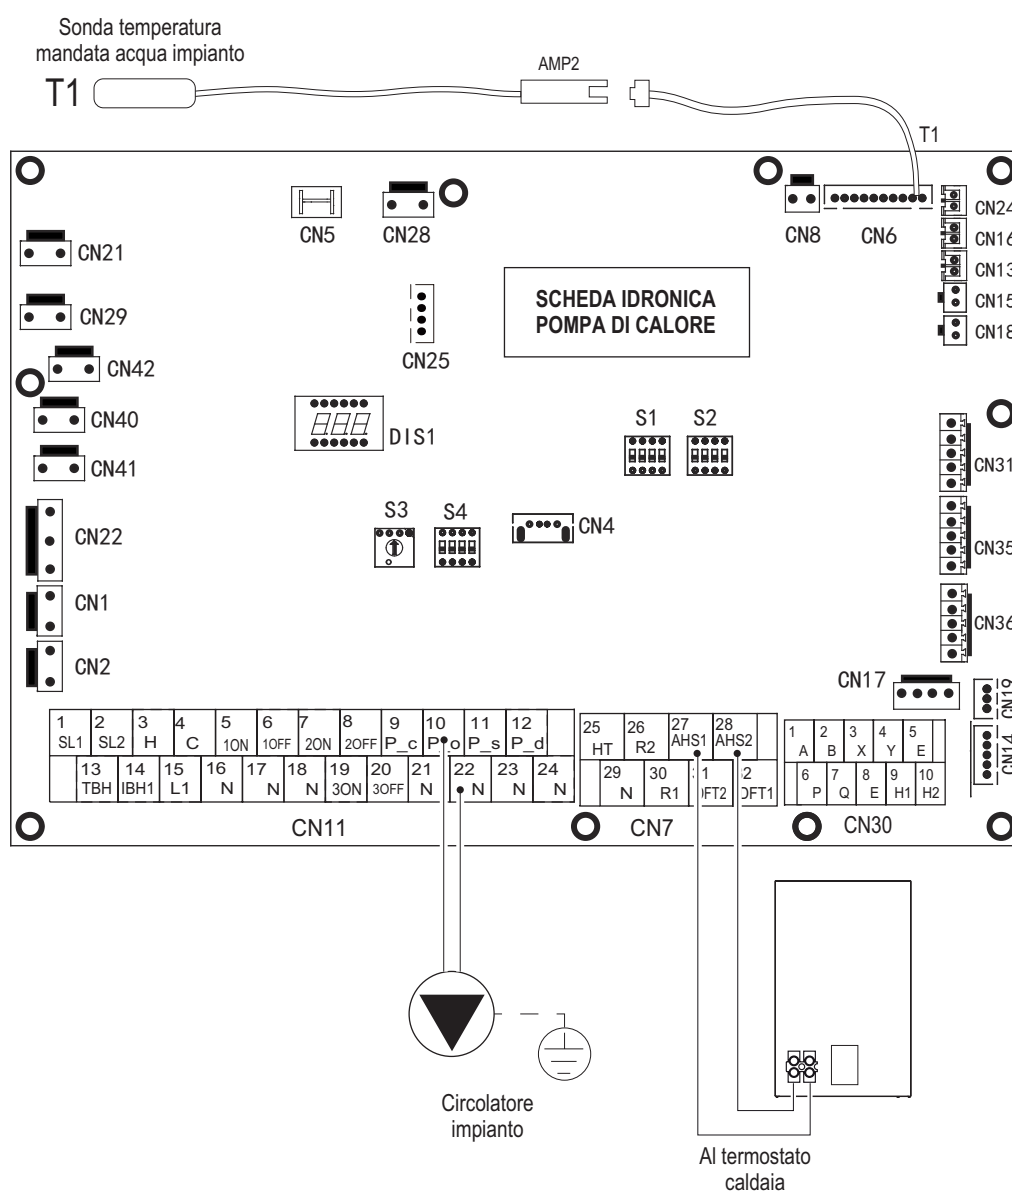 Sonda temperatura
mandata acqua impianto
T1
AMP2
T1
CN5
CN28
CN8
CN6
CN24
CN16
CN13
CN15
CN18
CN21
CN29
CN42
CN40
CN41
CN25
SCHEDA IDRONICA
POMPA DI CALORE
DIS1
S1
S2
CN31
CN35
CN36
S3
S4
CN4
CN22
CN1
CN2
CN17
CN19
CN14
1 2 3 4 5 6 7 8 9 10 11 12
SL1 SL2 H C 1ON 1OFF 2ON 2OFF P_c P_o P_s P_d
13 14 15 16 17 18 19 20 21 22 23 24
TBH IBH1 L1 N N N 3ON 3OFF N N N N
CN11
25 26 27 28
HT R2 AHS1 AHS2
29 30
N R1 DFT2 DFT1
CN7
1 2 3 4 5
A B X Y E
6 7 8 9 10
P Q E H1 H2
CN30
Circolatore
impianto
Al termostato
caldaia